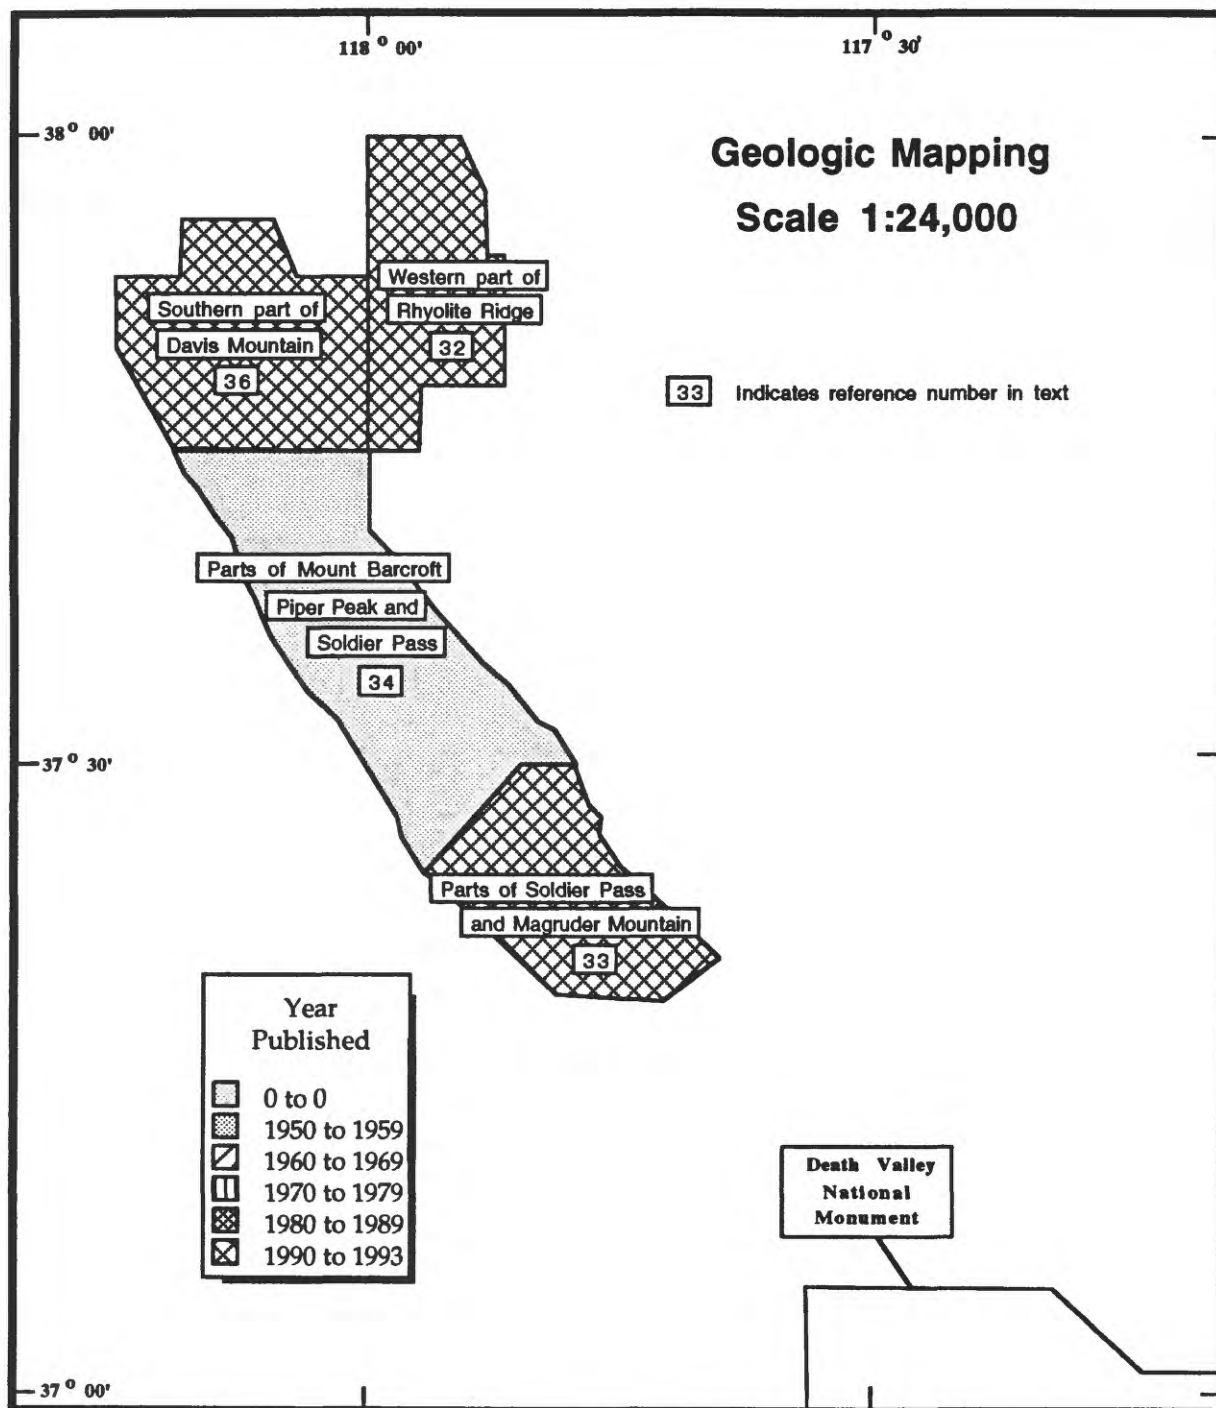 118° 00'
117° 30'
38° 00'
Geologic Mapping
Scale 1:24,000
Western part of
Rhyolite Ridge
32
Southern part of
Davis Mountain
36
33 Indicates reference number in text
Parts of Mount Barcroft
Piper Peak and
Soldier Pass
34
37° 30'
Parts of Soldier Pass
and Magruder Mountain
33
Year
Published
0 to 0
1950 to 1959
1960 to 1969
1970 to 1979
1980 to 1989
1990 to 1993
Death Valley
National
Monument
37° 00'